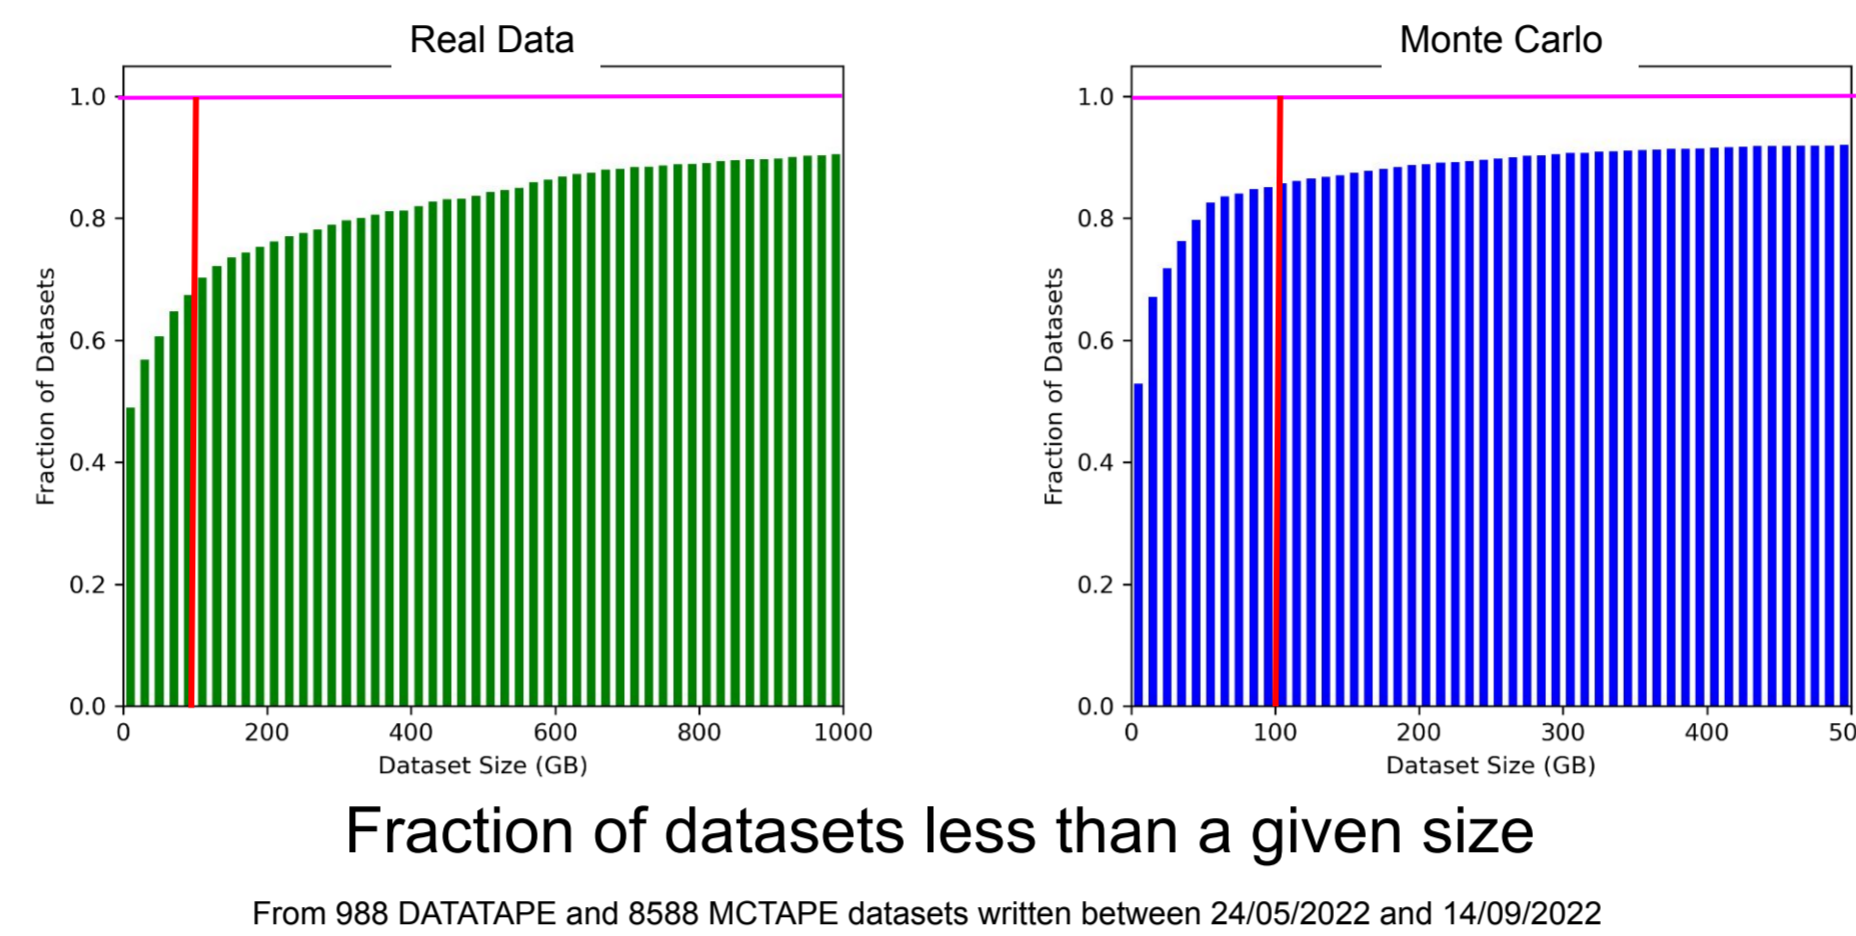 Real Data
1.0
0.8
0.6
0.4
0.2
0.0
Fraction of Datasets
0 200 400 600 800 1000
Dataset Size (GB)
Monte Carlo
1.0
0.8
0.6
0.4
0.2
0.0
Fraction of Datasets
0 100 200 300 400 50
Dataset Size (GB)
Fraction of datasets less than a given size
From 988 DATATAPE and 8588 MCTAPE datasets written between 24/05/2022 and 14/09/2022